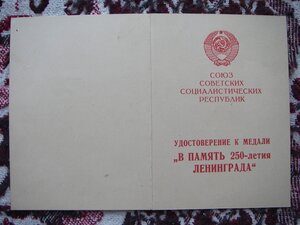 СОЮЗ
СОВЕТСКИХ
СОЦИАЛИСТИЧЕСКИХ
РЕСПУБЛИК
УДОСТОВЕРЕНИЕ К МЕДАЛИ
„В ПАМЯТЬ 250-летия
ЛЕНИНГРАДА"